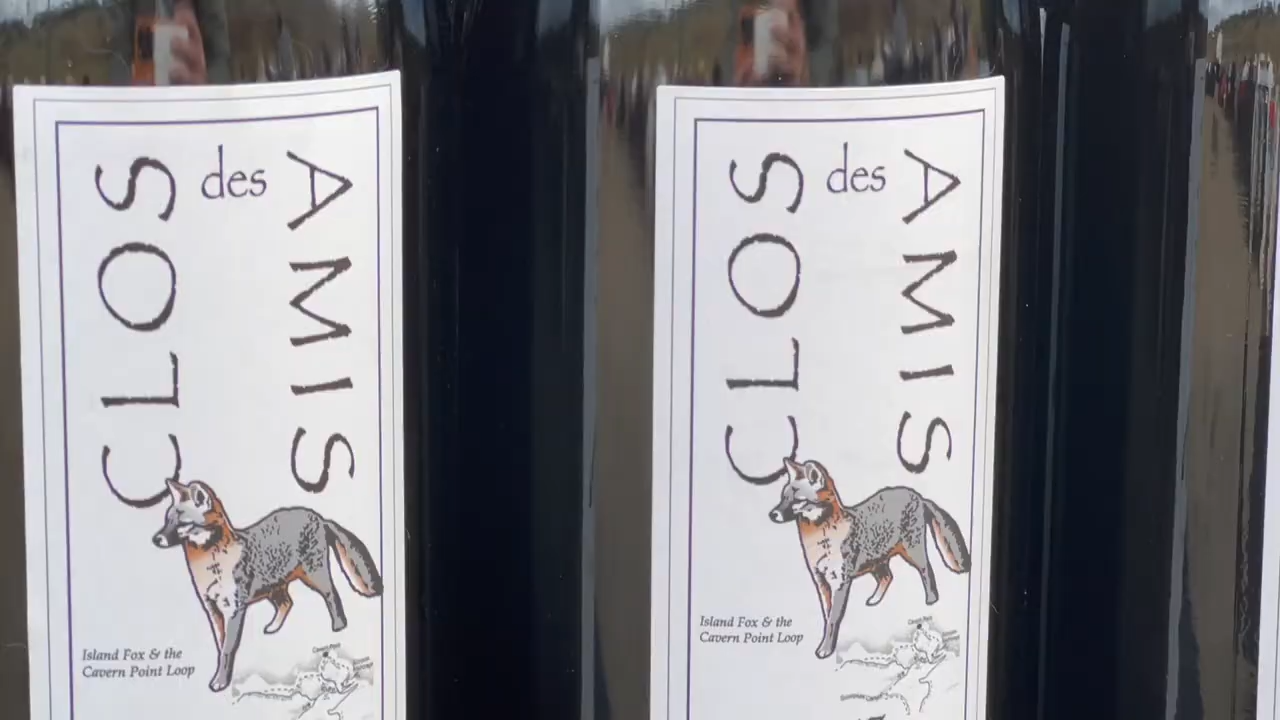 CLOS
des
AMIS
Island Fox & the
Cavern Point Loop
CLOS
des
AMIS
Island Fox & the
Cavern Point Loop